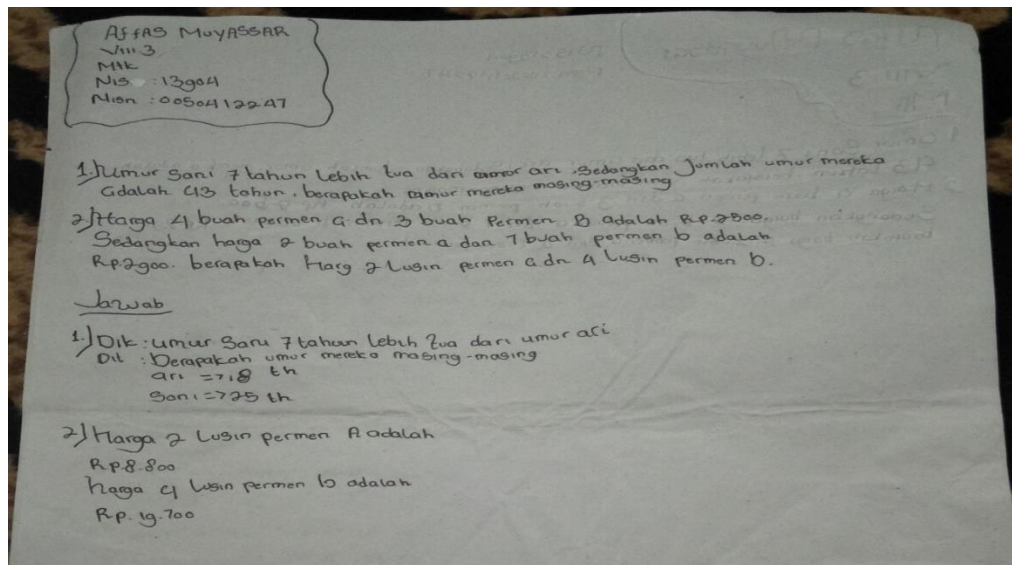 AFFAS MUYASSAR
VIII 3
Mtk
Nis : 13904
Nisn : 0050412247
1. Umur Sani 7 tahun lebih tua dari umur ari, Sedangkan Jumlah umur mereka
adalah 43 tahun. berapakah umur mereka masing-masing
2) Harga 4 buah permen a dn 3 buah Permen B adalah Rp.2500.
Sedangkan harga 2 buah permen a dan 7 buah permen b adalah
Rp.2900. berapakah Harg 2 Lusin permen a dn 4 Lusin permen b.
Jawab
1.) Dik : umur Sani 7 tahun lebih tua dari umur ari
Dit : berapakah umur mereka masing-masing
ari => 18 th
Sani => 25 th
2) Harga 2 Lusin permen A adalah
Rp.8.800
harga 4 lusin permen b adalah
Rp. 19.700